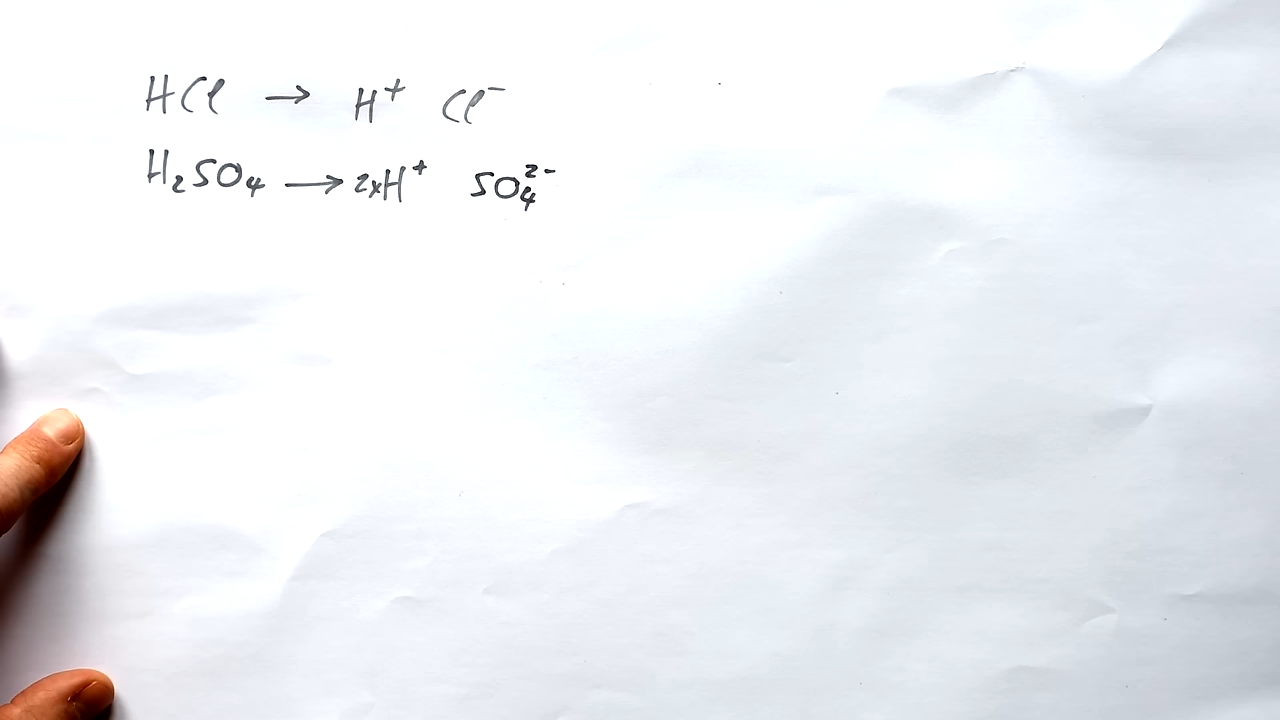 HCl → H⁺ Cl⁻
H₂SO₄ → 2xH⁺ SO₄²⁻